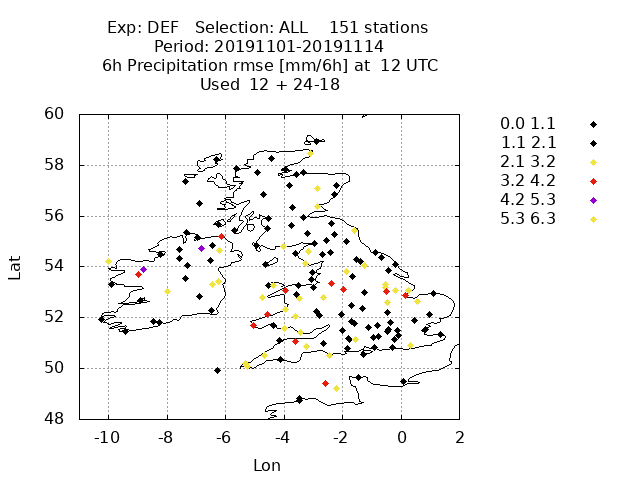 Exp: DEF   Selection: ALL    151 stations
Period: 20191101-20191114
6h Precipitation rmse [mm/6h] at  12 UTC
Used  12 + 24-18
60
58
56
54
52
50
48
Lat
-10 -8 -6 -4 -2 0 2
Lon
0.0 1.1
1.1 2.1
2.1 3.2
3.2 4.2
4.2 5.3
5.3 6.3